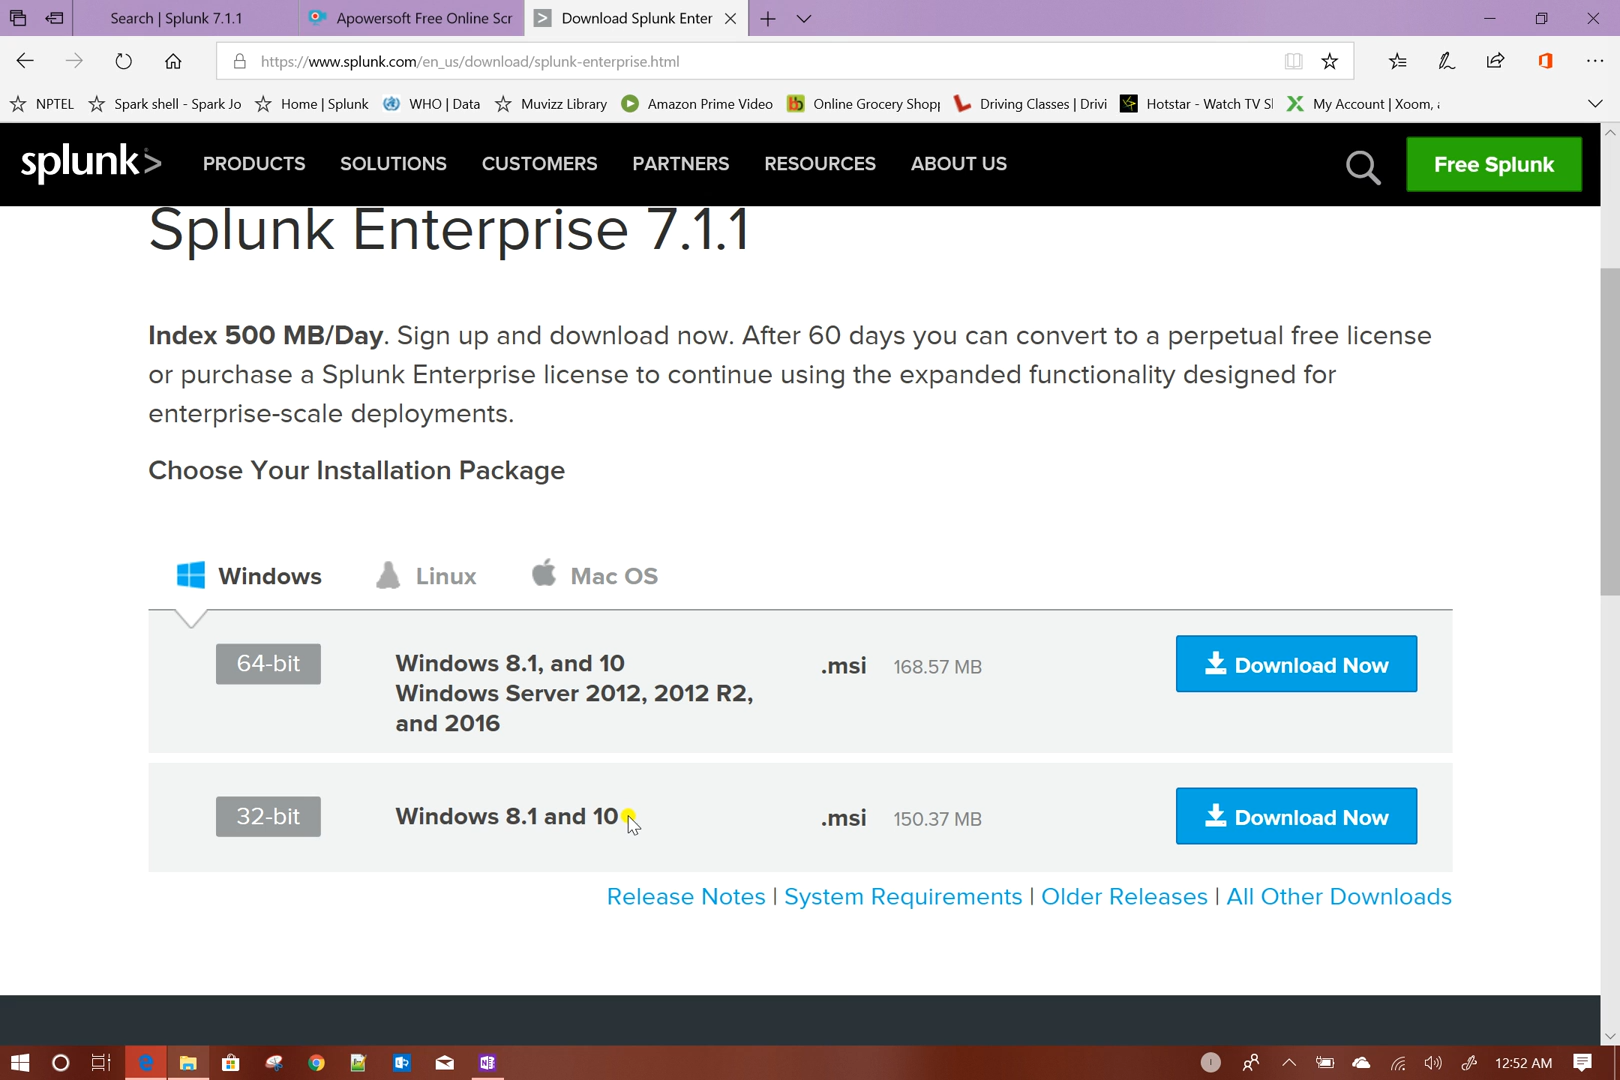 Search | Splunk 7.1.1
Apowersoft Free Online Scr
Download Splunk Enter
https://www.splunk.com/en_us/download/splunk-enterprise.html
NPTEL
Spark shell - Spark Jo
Home | Splunk
WHO | Data
Muvizz Library
Amazon Prime Video
Online Grocery Shopp
Driving Classes | Drivi
Hotstar - Watch TV S
My Account | Xoom,
splunk>
PRODUCTS
SOLUTIONS
CUSTOMERS
PARTNERS
RESOURCES
ABOUT US
Free Splunk
Splunk Enterprise 7.1.1
Index 500 MB/Day. Sign up and download now. After 60 days you can convert to a perpetual free license
or purchase a Splunk Enterprise license to continue using the expanded functionality designed for
enterprise-scale deployments.
Choose Your Installation Package
Windows
Linux
Mac OS
64-bit
Windows 8.1, and 10
Windows Server 2012, 2012 R2,
and 2016
.msi
168.57 MB
Download Now
32-bit
Windows 8.1 and 10
.msi
150.37 MB
Download Now
Release Notes | System Requirements | Older Releases | All Other Downloads
12:52 AM